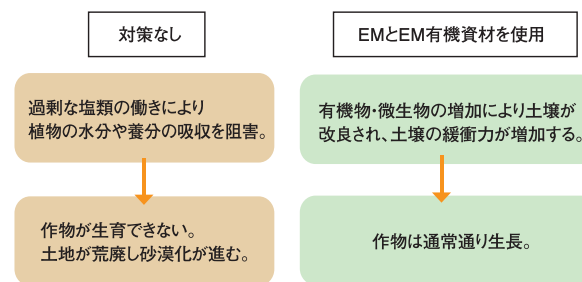 対策なし
過剰な塩類の働きにより
植物の水分や養分の吸収を阻害。
作物が生育できない。
土地が荒廃し砂漠化が進む。
EMとEM有機資材を使用
有機物・微生物の増加により土壌が
改良され、土壌の緩衝力が増加する。
作物は通常通り生長。